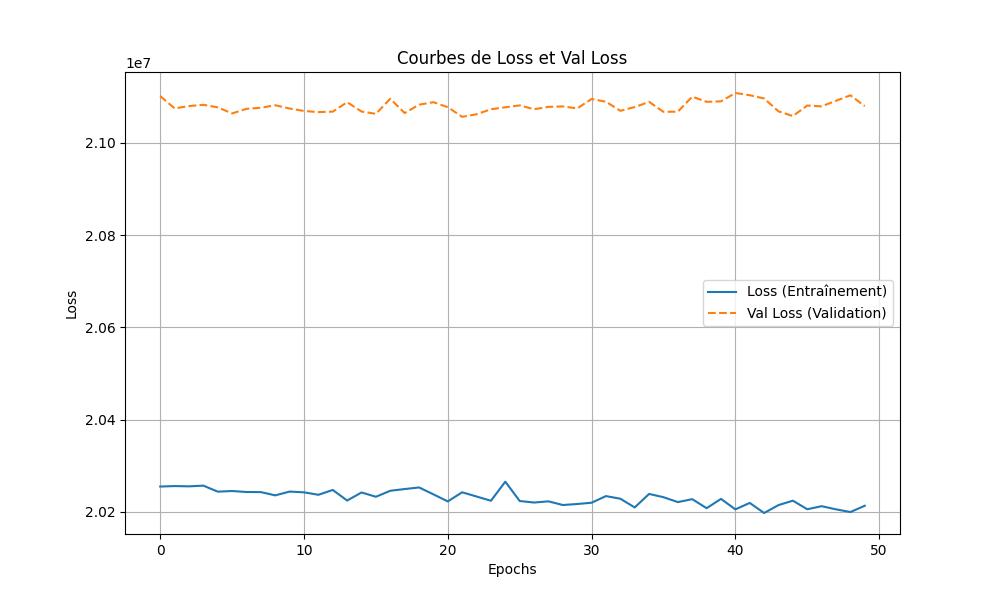 Courbes de Loss et Val Loss
1e7
2.10
2.08
2.06
2.04
2.02
Loss
Loss (Entraînement)
Val Loss (Validation)
0 10 20 30 40 50
Epochs